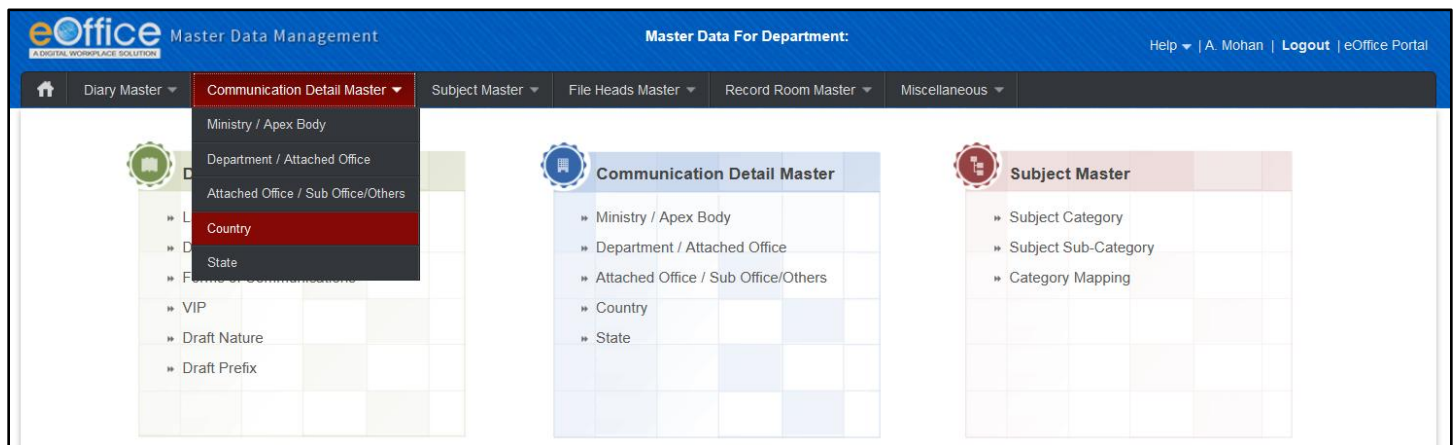 eOffice Master Data Management
A DIGITAL WORKPLACE SOLUTION
Master Data For Department:
Help | A. Mohan | Logout | eOffice Portal
Diary Master Communication Detail Master Subject Master File Heads Master Record Room Master Miscellaneous
Ministry / Apex Body
Department / Attached Office
Attached Office / Sub Office/Others
Country
State
D
L
D
VIP
Draft Nature
Draft Prefix
Communication Detail Master
Ministry / Apex Body
Department / Attached Office
Attached Office / Sub Office/Others
Country
State
Subject Master
Subject Category
Subject Sub-Category
Category Mapping